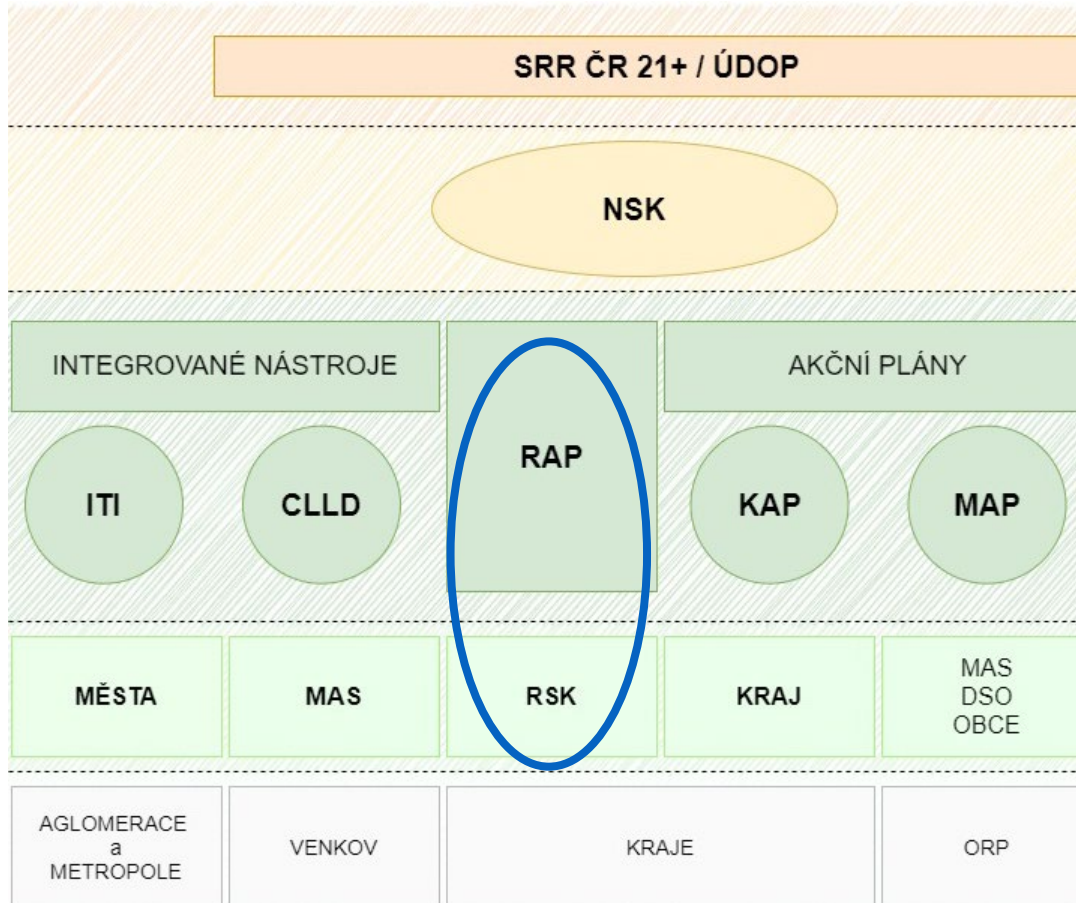 SRR ČR 21+ / ÚDOP
NSK
INTEGROVANÉ NÁSTROJE
AKČNÍ PLÁNY
RAP
ITI
CLLD
KAP
MAP
MĚSTA
MAS
RSK
KRAJ
MAS
DSO
OBCE
AGLOMERACE
a
METROPOLE
VENKOV
KRAJE
ORP